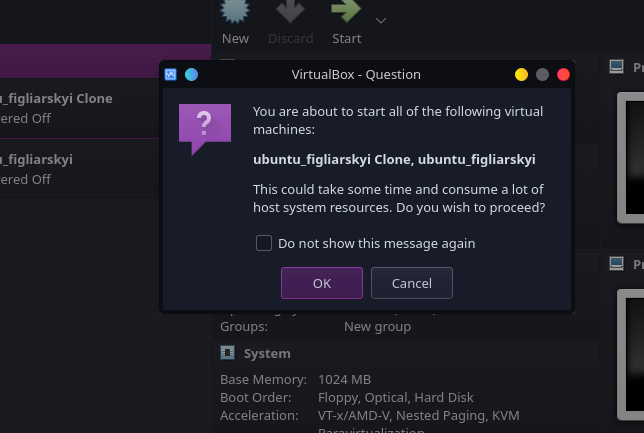 New
Discard
Start
VirtualBox - Question
_figliarskyi Clone
ered Off
_figliarskyi
ered Off
You are about to start all of the following virtual
machines:
ubuntu_figliarskyi Clone, ubuntu_figliarskyi
This could take some time and consume a lot of
host system resources. Do you wish to proceed?
Do not show this message again
OK
Cancel
Groups: New group
System
Base Memory: 1024 MB
Boot Order: Floppy, Optical, Hard Disk
Acceleration: VT-x/AMD-V, Nested Paging, KVM
Paravirtualization